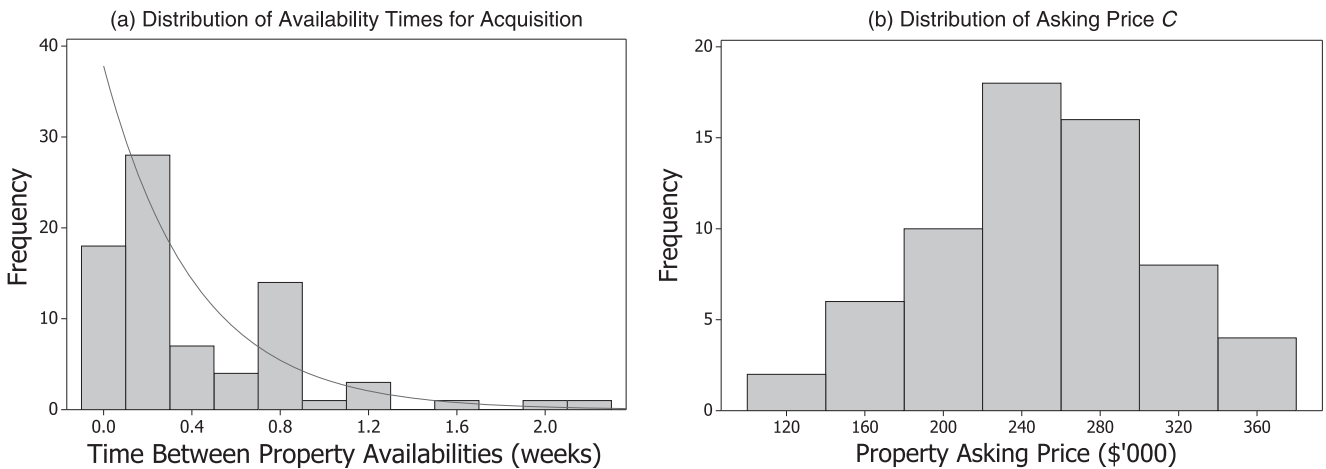 (a) Distribution of Availability Times for Acquisition
40
30
20
10
0
Frequency
0.0 0.4 0.8 1.2 1.6 2.0
Time Between Property Availabilities (weeks)
(b) Distribution of Asking Price C
20
15
10
5
0
Frequency
120 160 200 240 280 320 360
Property Asking Price ($'000)